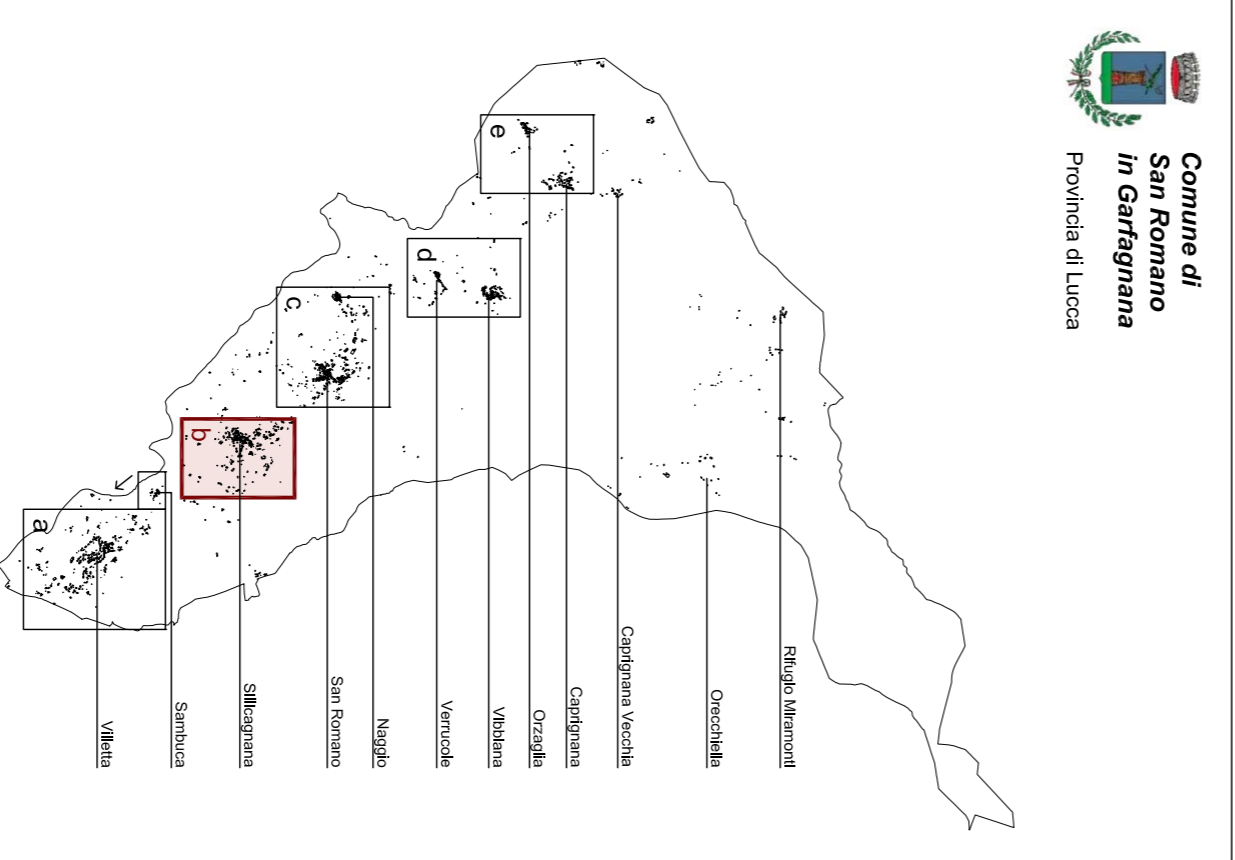 Comune di
San Romano
in Garfagnana
Provincia di Lucca
Rifugio Miramonti
Orecchiella
Caprignana Vecchia
Caprignana
Orzaglia
Vibbiana
Verrucole
Naggio
San Romano
Sillicagnana
Sambuca
Villetta
e
d
c
b
a